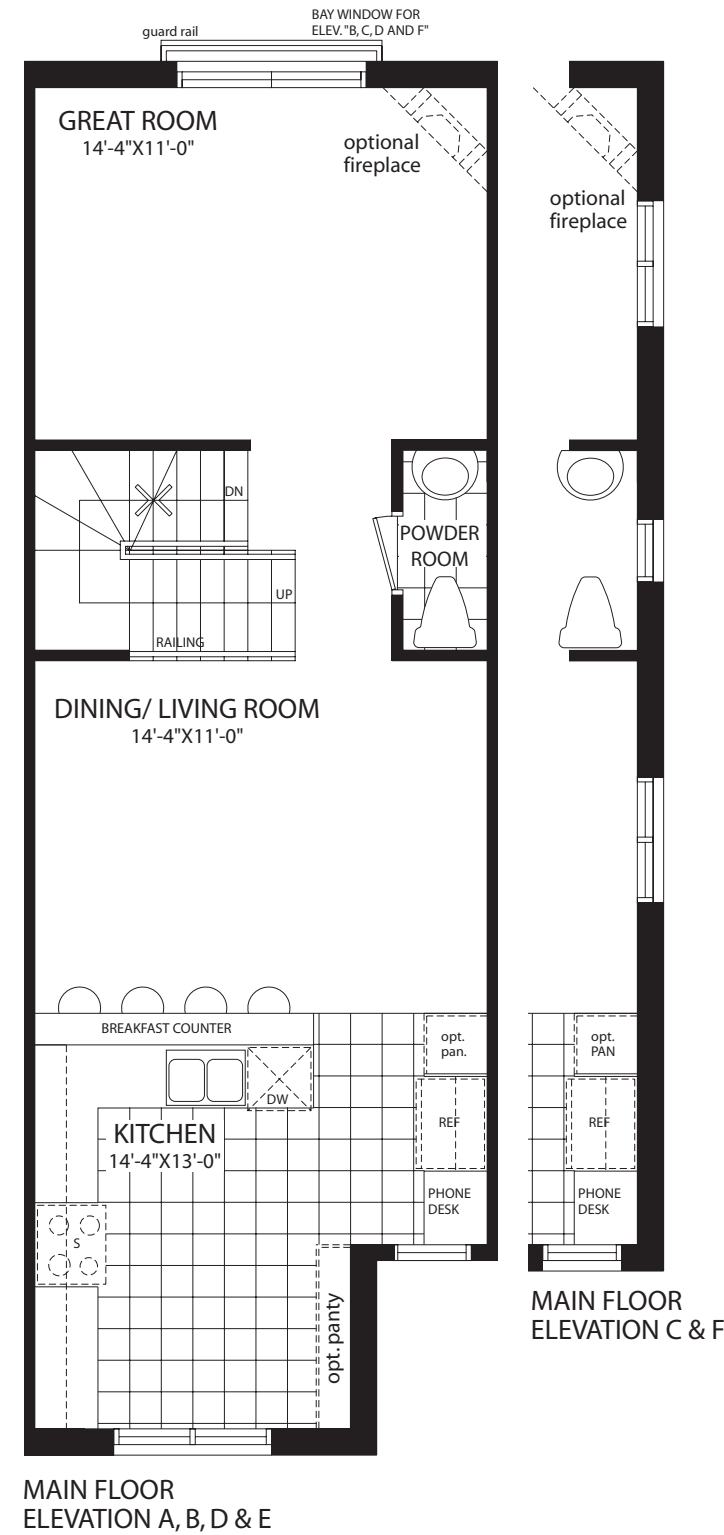 guard rail
BAY WINDOW FOR
ELEV. "B, C, D AND F"
GREAT ROOM
14'-4"X11'-0"
optional
fireplace
optional
fireplace
DN
UP
RAILING
POWDER
ROOM
DINING/ LIVING ROOM
14'-4"X11'-0"
BREAKFAST COUNTER
DW
opt.
pan.
opt.
PAN
REF
REF
KITCHEN
14'-4"X13'-0"
PHONE
DESK
PHONE
DESK
S
opt. panty
MAIN FLOOR
ELEVATION C & F
MAIN FLOOR
ELEVATION A, B, D & E